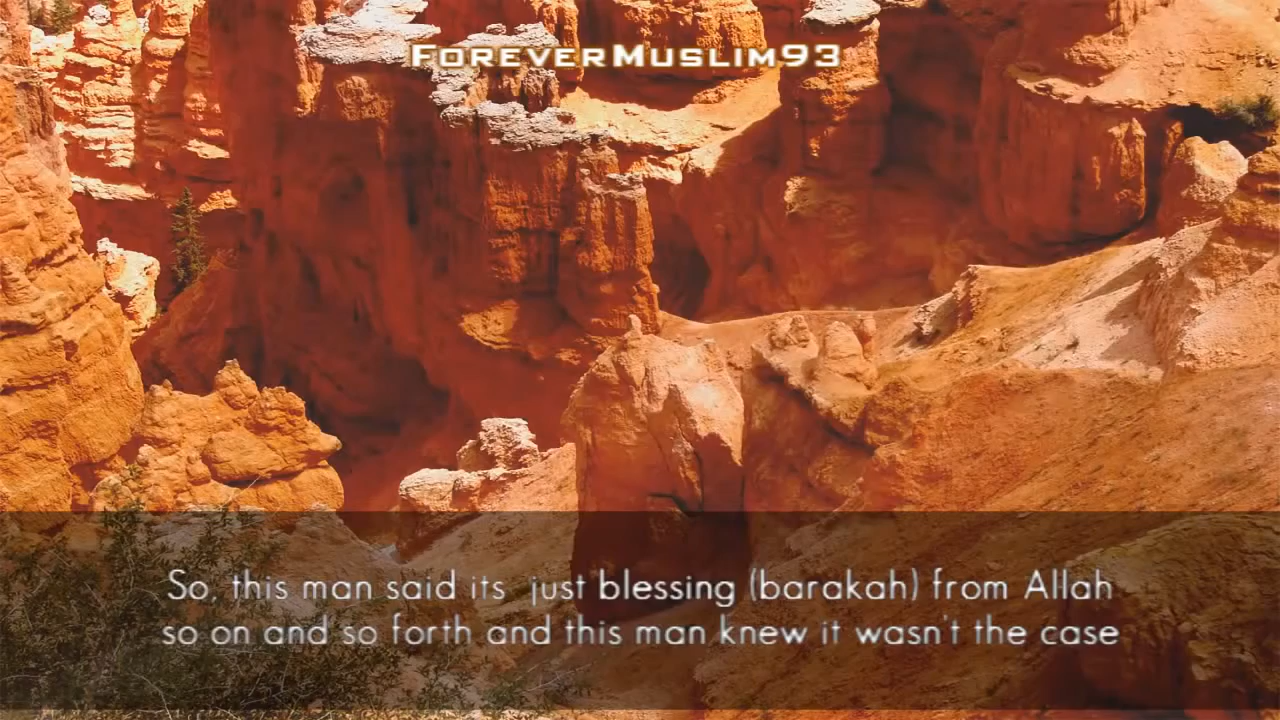 ForeverMuslim93
So, this man said its just blessing (barakah) from Allah
so on and so forth and this man knew it wasn't the case